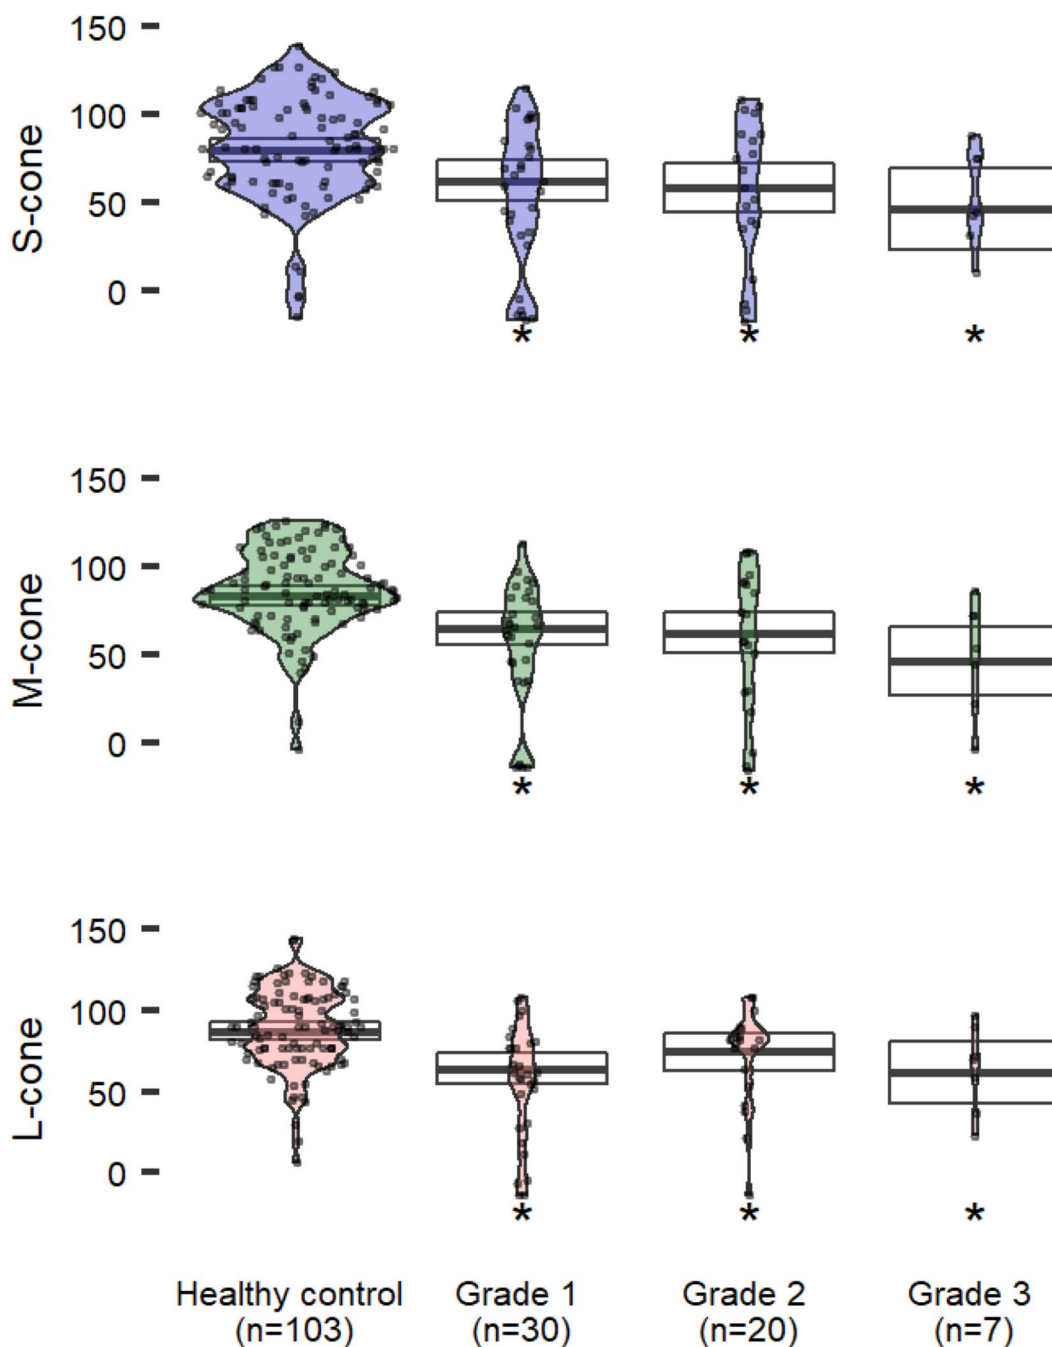 S-cone
150
100
50
0
* * *
M-cone
150
100
50
0
* * *
L-cone
150
100
50
0
* * *
Healthy control Grade 1 Grade 2 Grade 3
(n=103) (n=30) (n=20) (n=7)